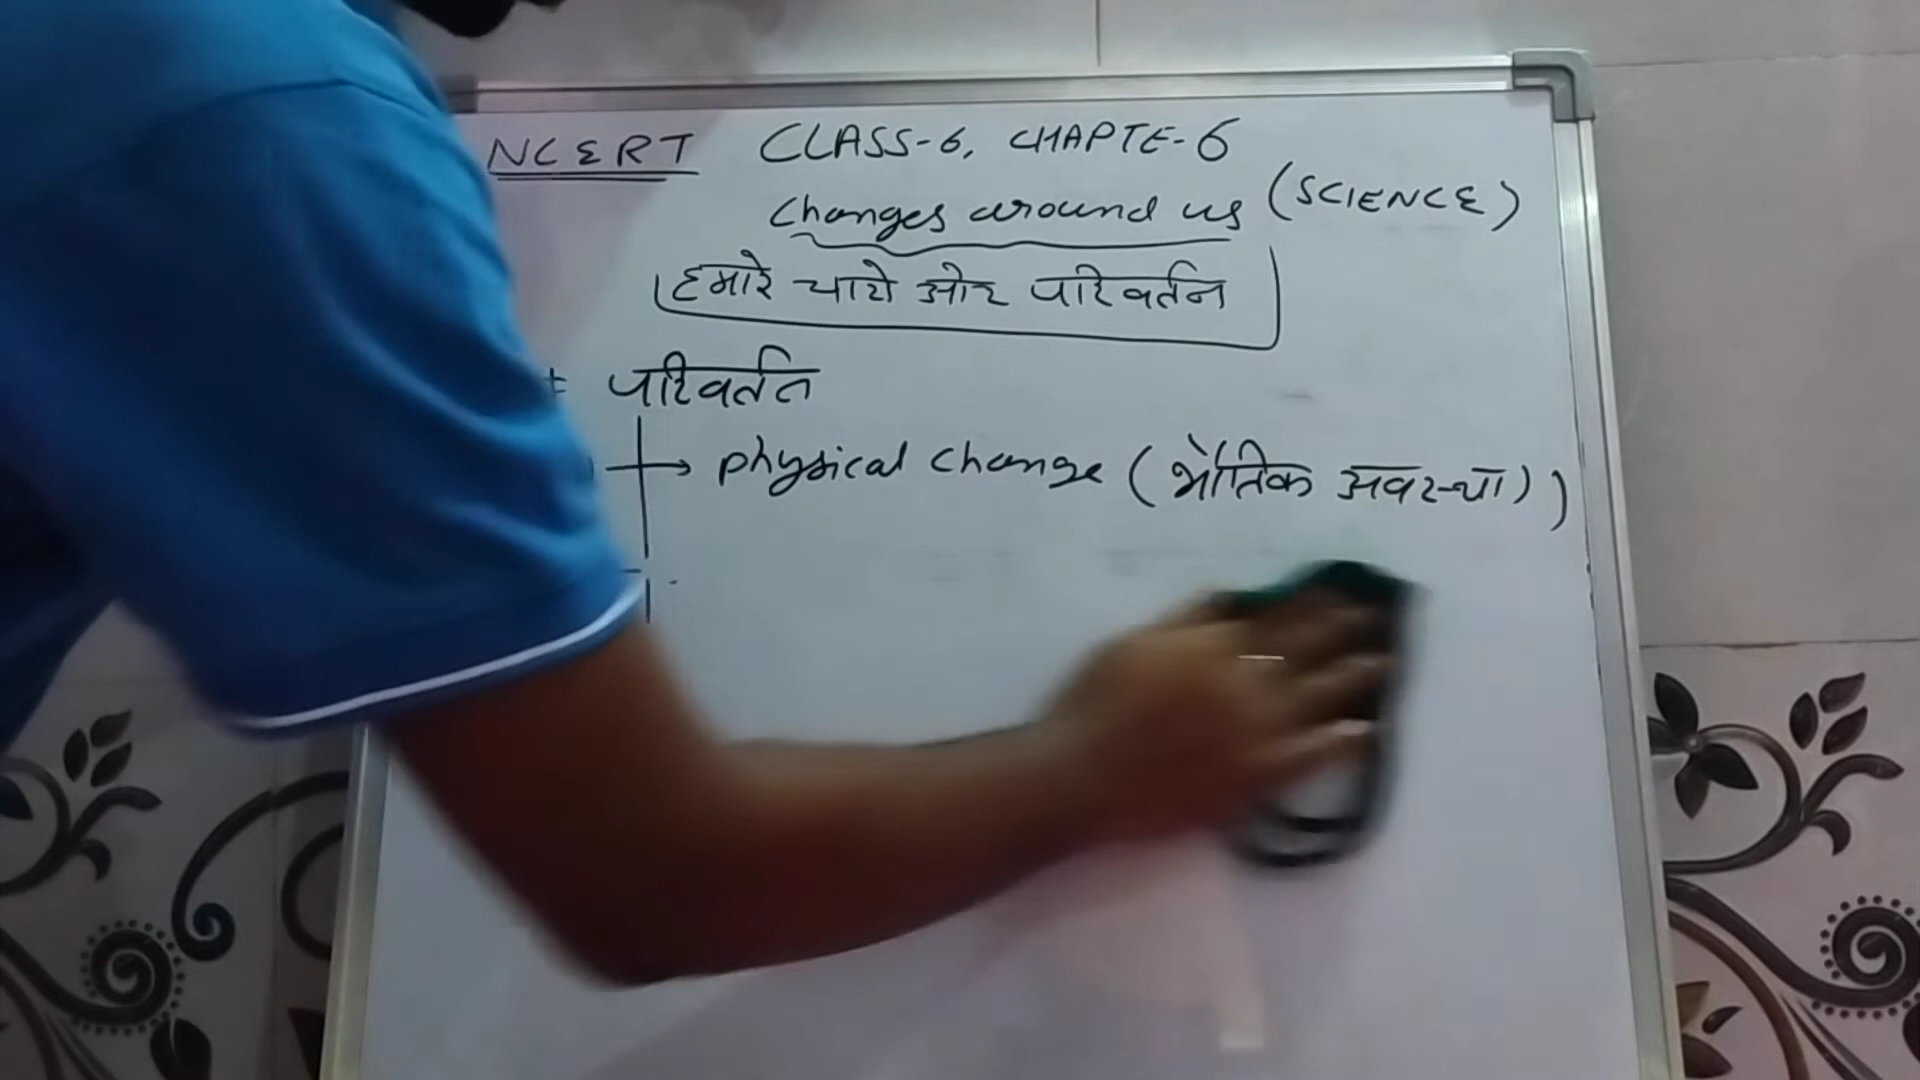 NCERT CLASS-6, CHAPTE-6
Changes around us (SCIENCE)
हमारे चारो ओर परिवर्तन
परिवर्तन
physical change (भौतिक अवस्था))